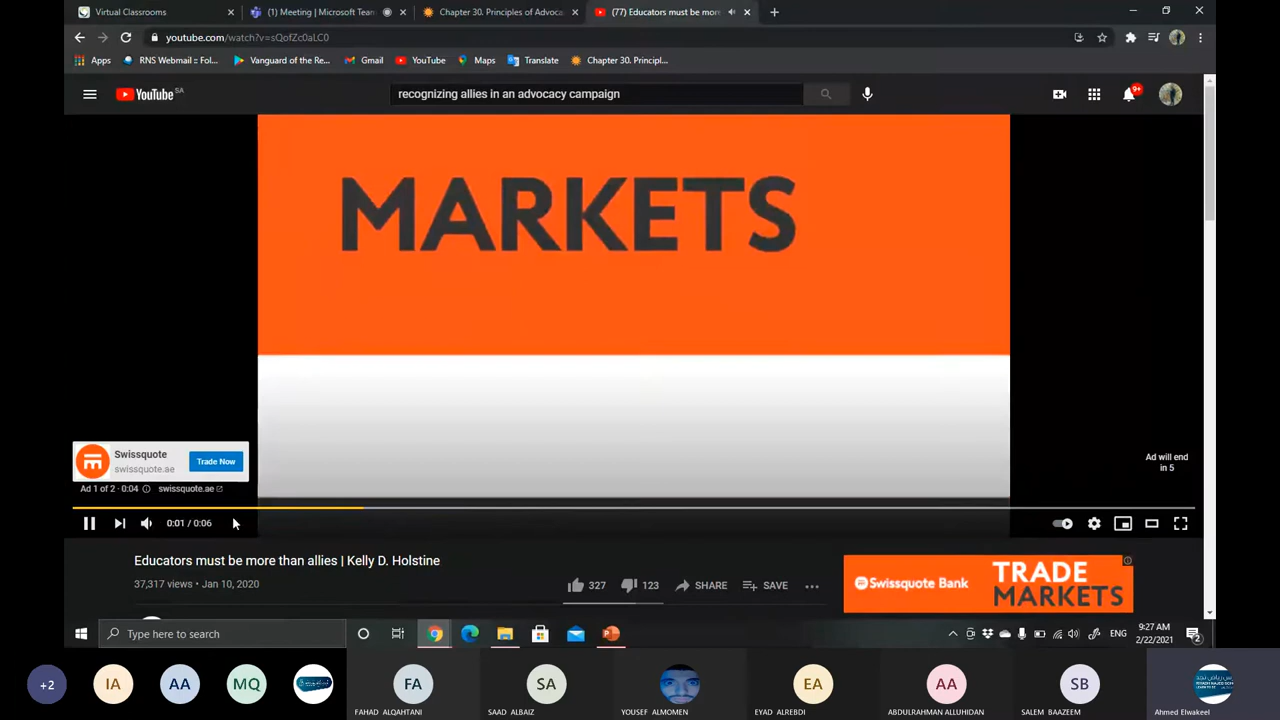 Virtual Classrooms
(1) Meeting | Microsoft Team
Chapter 30. Principles of Advoca
(77) Educators must be more
youtube.com/watch?v=sQofZc0aLC0
Apps
RNS Webmail :: Fol...
Vanguard of the Re...
Gmail
YouTube
Maps
Translate
Chapter 30. Principl...
YouTube SA
recognizing allies in an advocacy campaign
9+
MARKETS
Swissquote
swissquote.ae
Trade Now
Ad will end
in 5
Ad 1 of 2 · 0:04
swissquote.ae
0:01 / 0:06
Educators must be more than allies | Kelly D. Holstine
37,317 views • Jan 10, 2020
327
123
SHARE
SAVE
Swissquote Bank
TRADE
MARKETS
Type here to search
ENG
9:27 AM
2/22/2021
2
+2
IA
AA
MQ
FA
SA
EA
AA
SB
FAHAD ALQAHTANI
SAAD ALBAIZ
YOUSEF ALMOMEN
EYAD ALREBDI
ABDULRAHMAN ALLUHIDAN
SALEM BAAZEEM
Ahmed Elwakeel